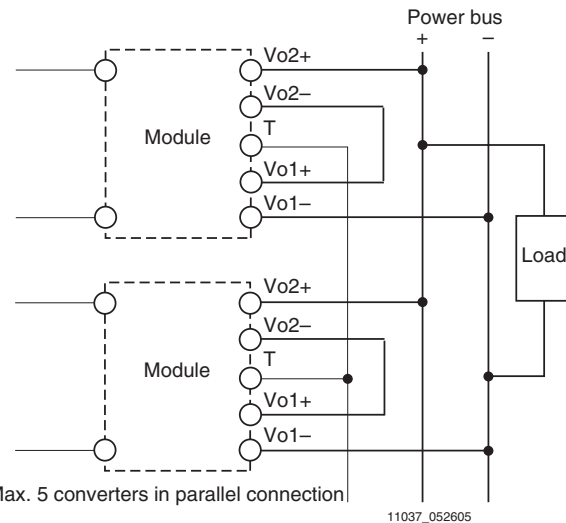 Power bus
+ –
Vo2+
Vo2–
T
Module
Vo1+
Vo1–
Load
Vo2+
Vo2–
T
Module
Vo1+
Vo1–
5 converters in parallel connection
11037_052605